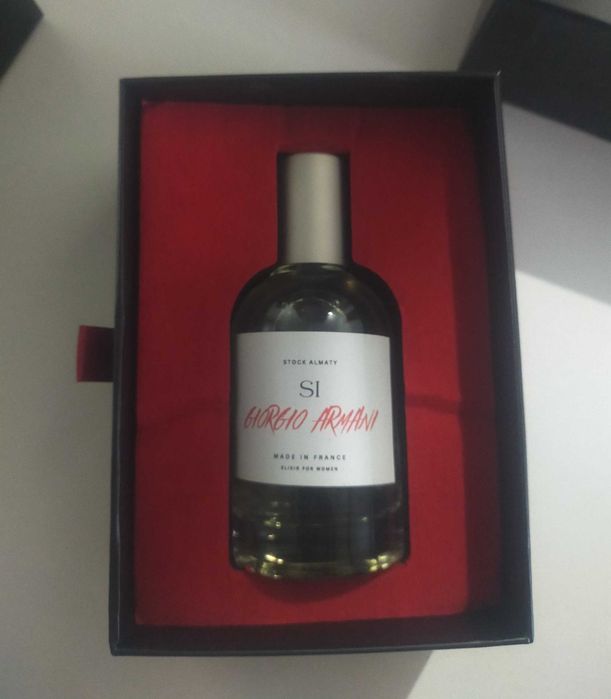 STOCK ALMATY
SI
GIORGIO ARMANI
MADE IN FRANCE
ELIXIR FOR WOMEN